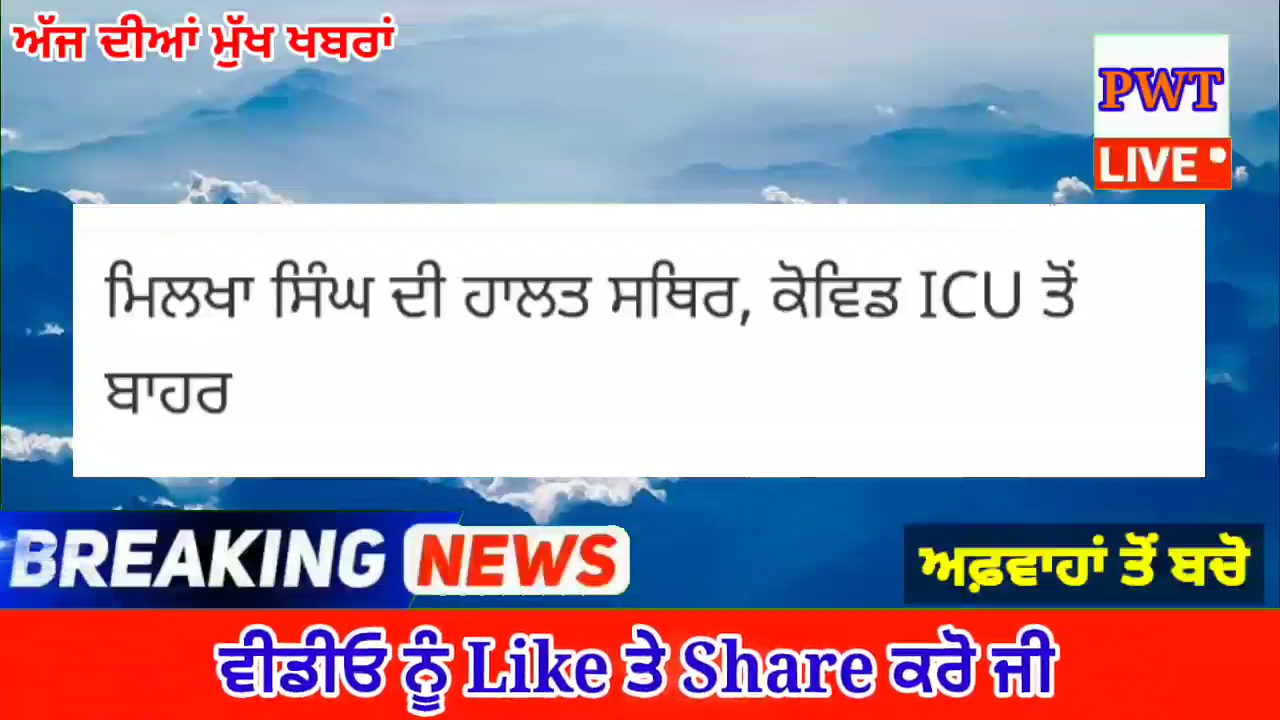 ਅੱਜ ਦੀਆਂ ਮੁੱਖ ਖਬਰਾਂ
PWT
LIVE
ਮਿਲਖਾ ਸਿੰਘ ਦੀ ਹਾਲਤ ਸਥਿਰ, ਕੋਵਿਡ ICU ਤੋਂ
ਬਾਹਰ
BREAKING NEWS
ਅਫ਼ਵਾਹਾਂ ਤੋਂ ਬਚੋ
ਵੀਡੀਓ ਨੂੰ Like ਤੇ Share ਕਰੋ ਜੀ